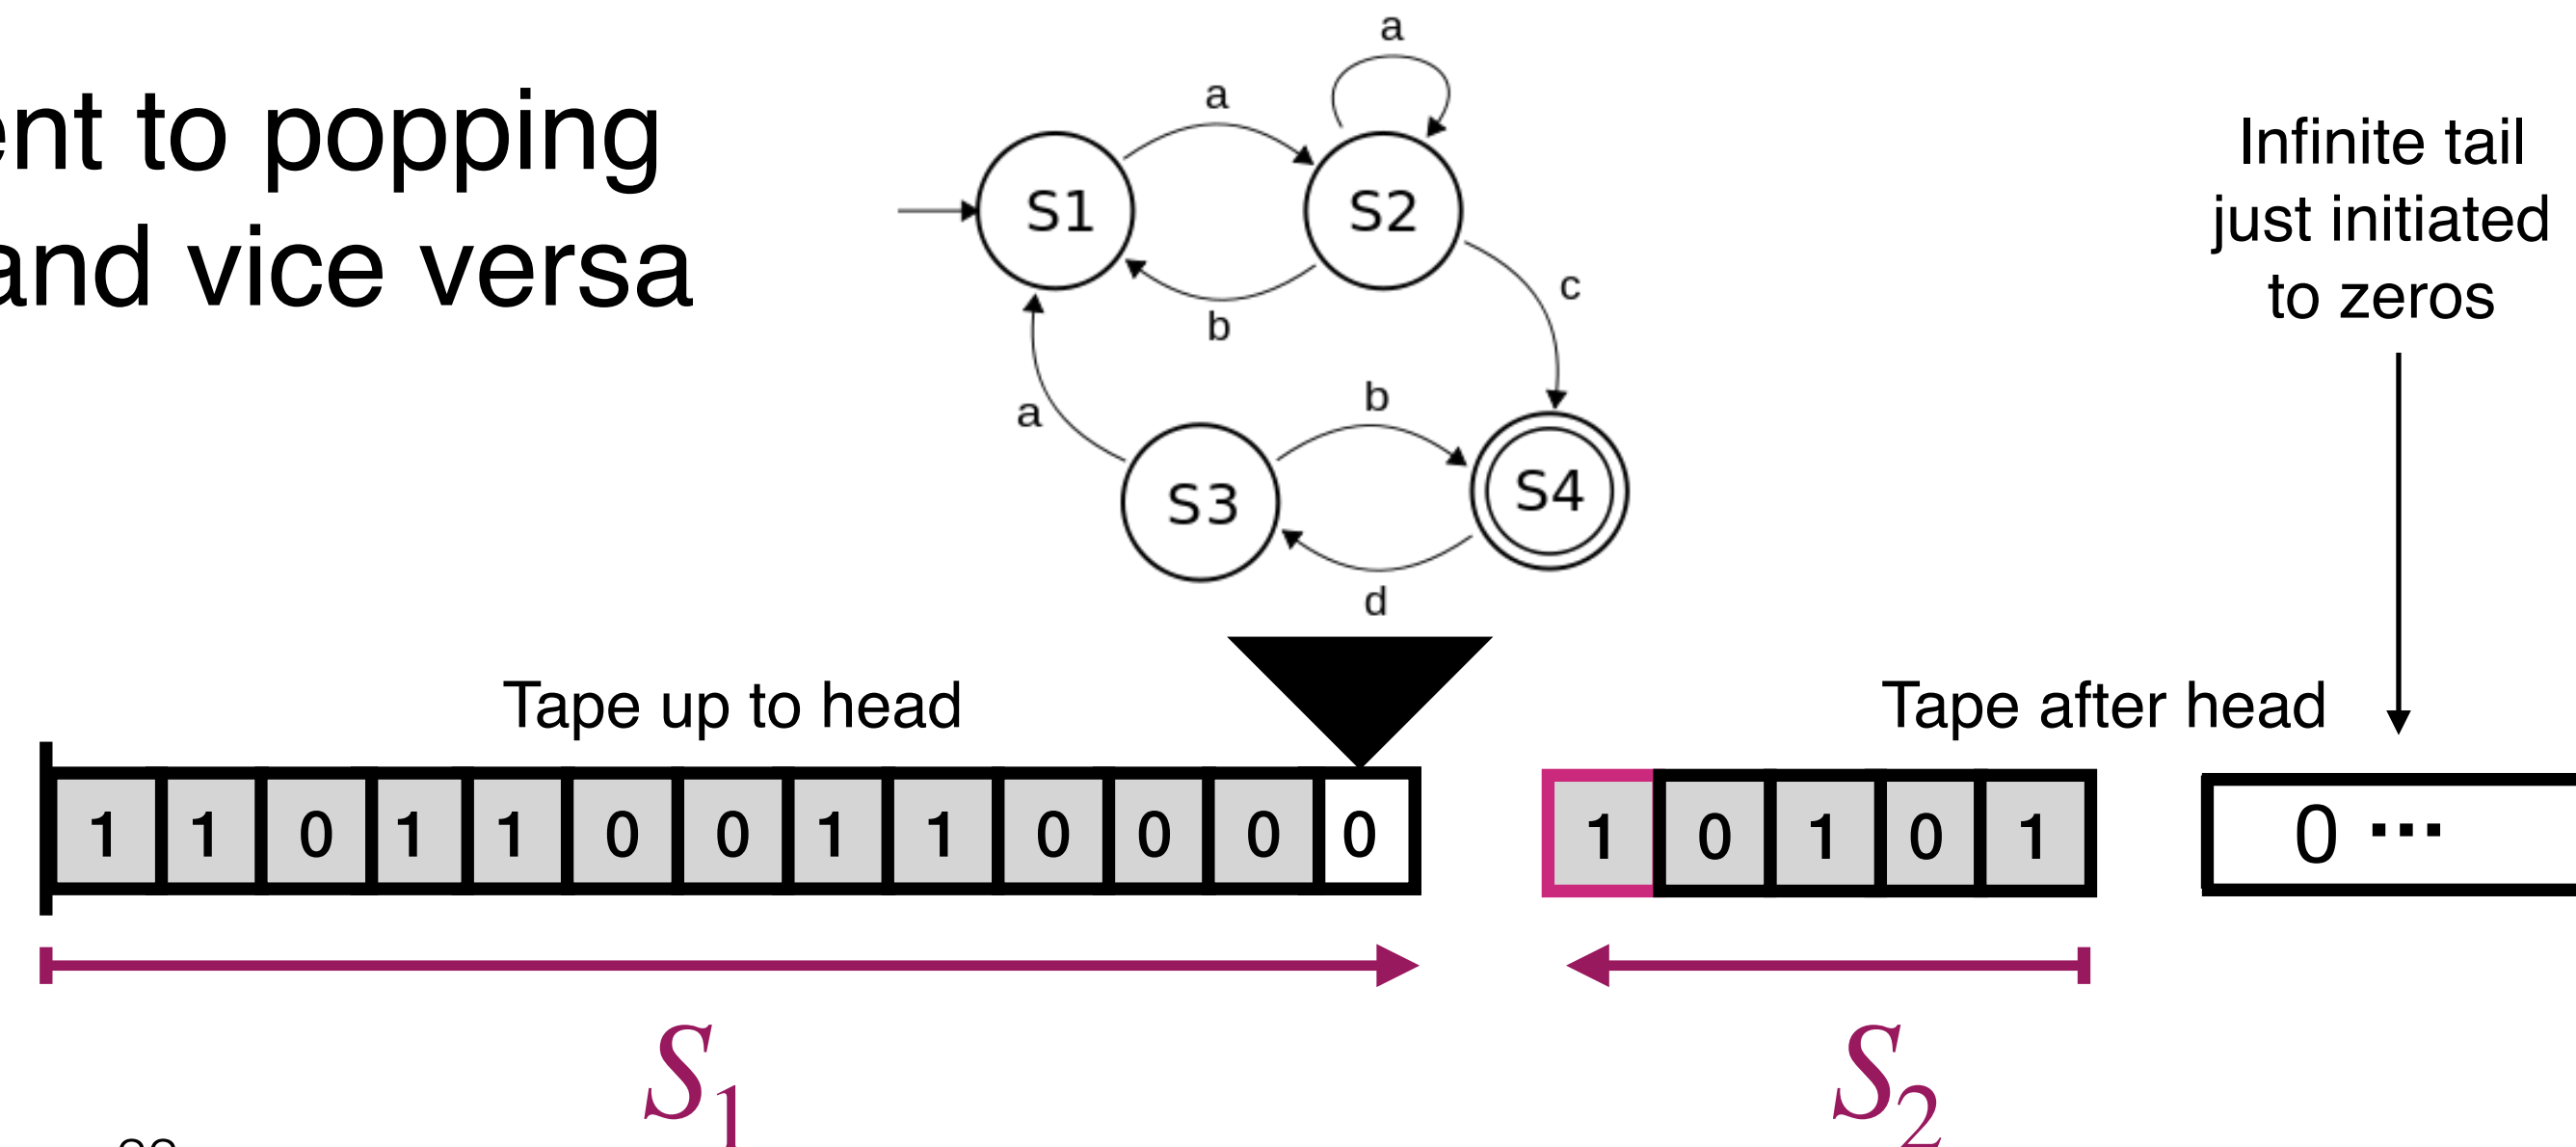 ent to popping
and vice versa
a
a
S1
S2
b
c
a
b
S3
S4
d
Infinite tail
just initiated
to zeros
Tape up to head
Tape after head
1 1 0 1 1 0 0 1 1 0 0 0 0
1 0 1 0 1
0 ...
S1
S2